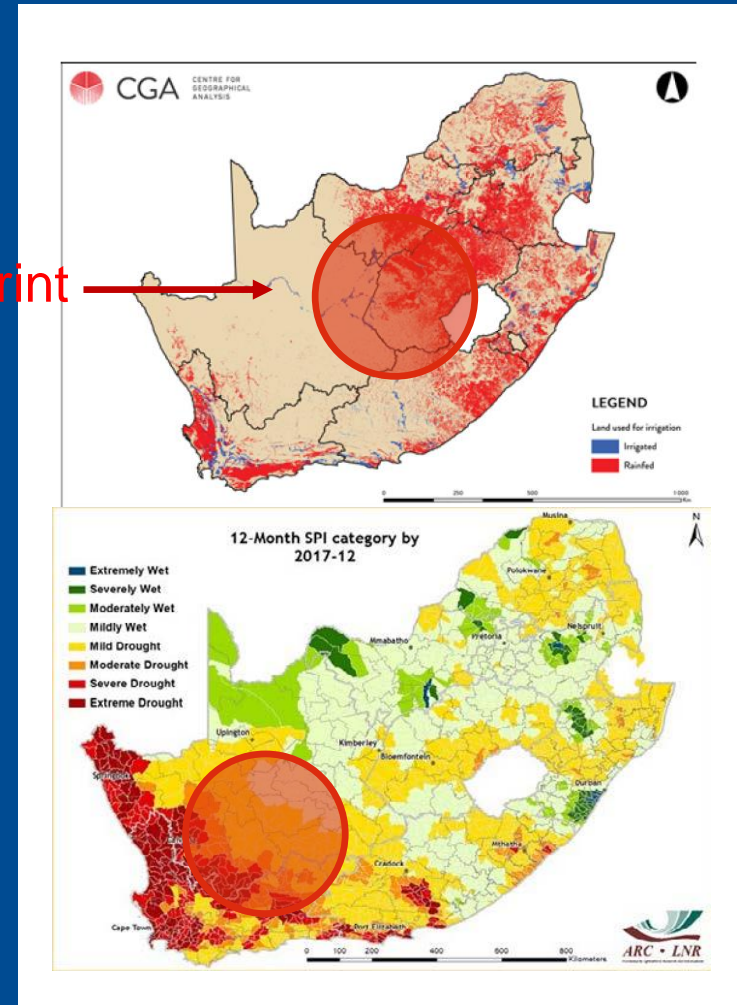 CGA CENTRE FOR
GEOGRAPHICAL
ANALYSIS
rint
LEGEND
Land used for irrigation
Irrigated
Rainfed
0 250 500 1 000
Km
12-Month SPI category by
2017-12
N
Extremely Wet
Severely Wet
Moderately Wet
Mildly Wet
Mild Drought
Moderate Drought
Severe Drought
Extreme Drought
Musina
Polokwane
Mmabatho
Pretoria
Nelspruit
Upington
Kimberley
Bloemfontein
Springbok
Durban
Mthatha
Cradock
Cape Town
Port Elizabeth
0 100 200 400 600 800
Kilometers
ARC • LNR